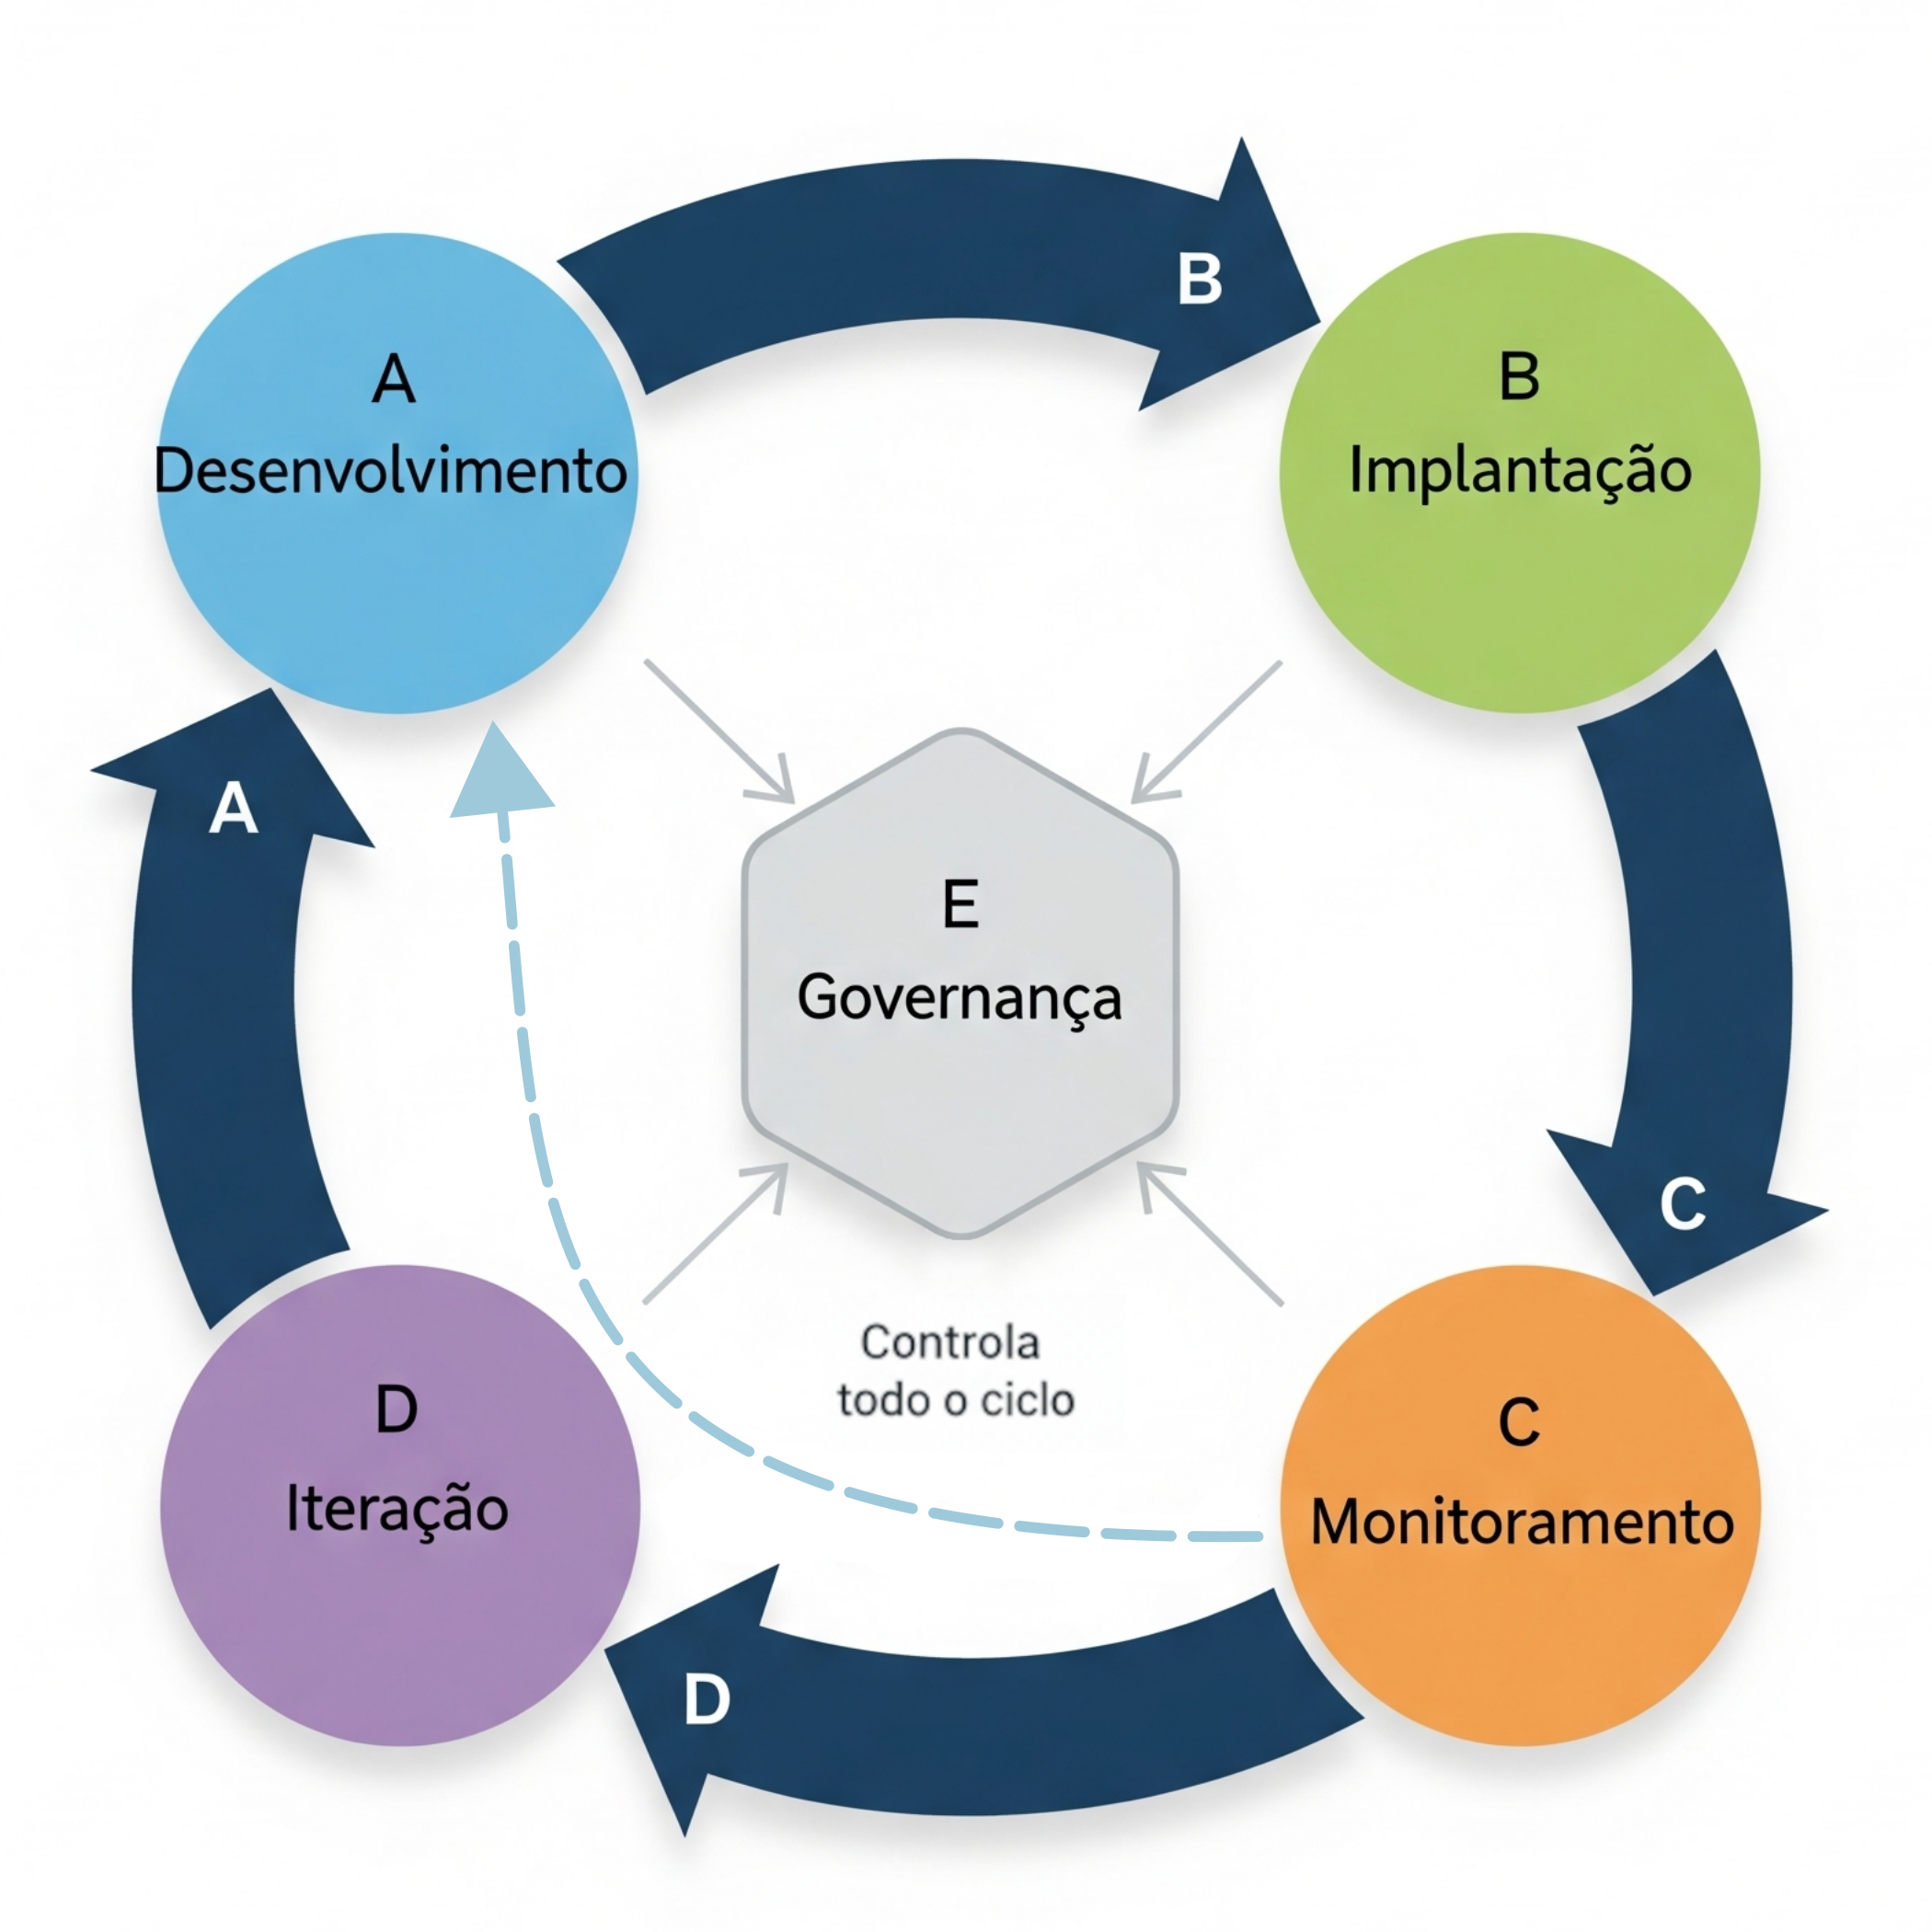 B
A
Desenvolvimento
B
Implantação
A
E
Governança
C
Controla
todo o ciclo
D
Iteração
C
Monitoramento
D